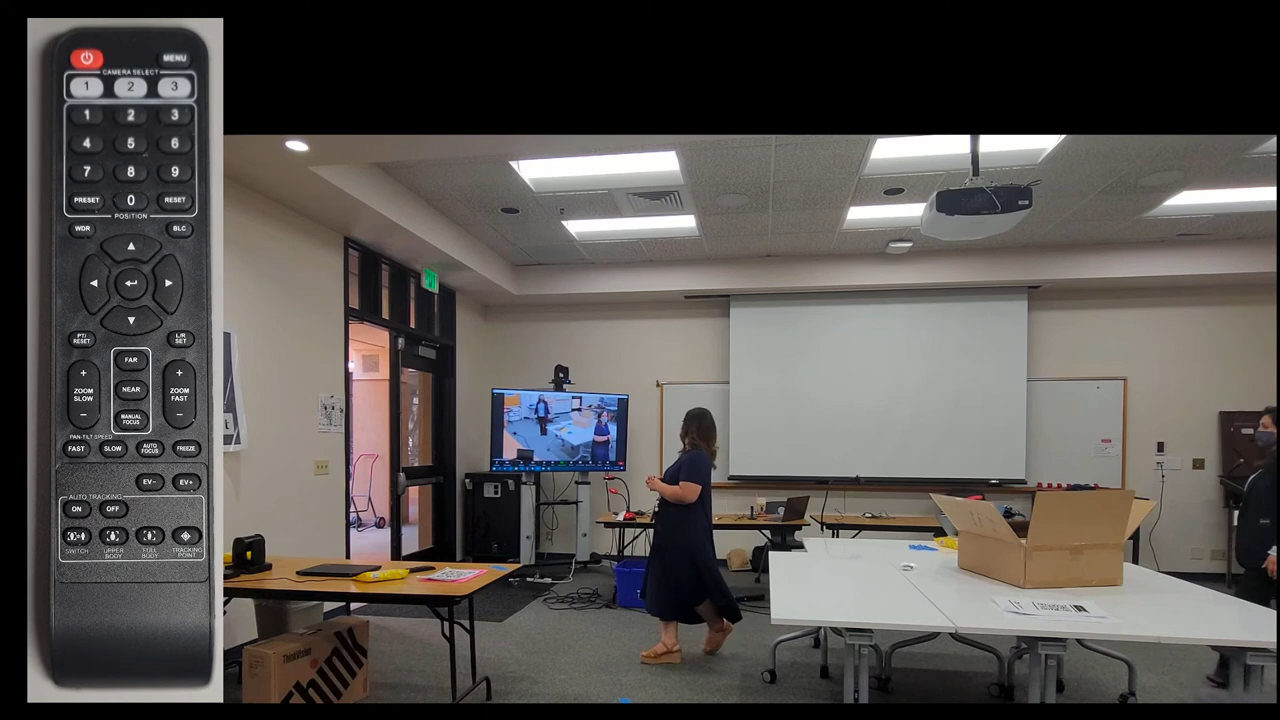 MENU
CAMERA SELECT
1 2 3
1 2 3
4 5 6
7 8 9
PRESET 0 RESET
POSITION
WDR BLC
PT/ RESET
L/R SET
FAR
ZOOM SLOW
NEAR
ZOOM FAST
MANUAL FOCUS
PAN-TILT SPEED
FAST SLOW AUTO FOCUS FREEZE
EV- EV+
AUTO TRACKING
ON OFF
SWITCH UPPER BODY FULL BODY TRACKING POINT
ThinkVision
Think